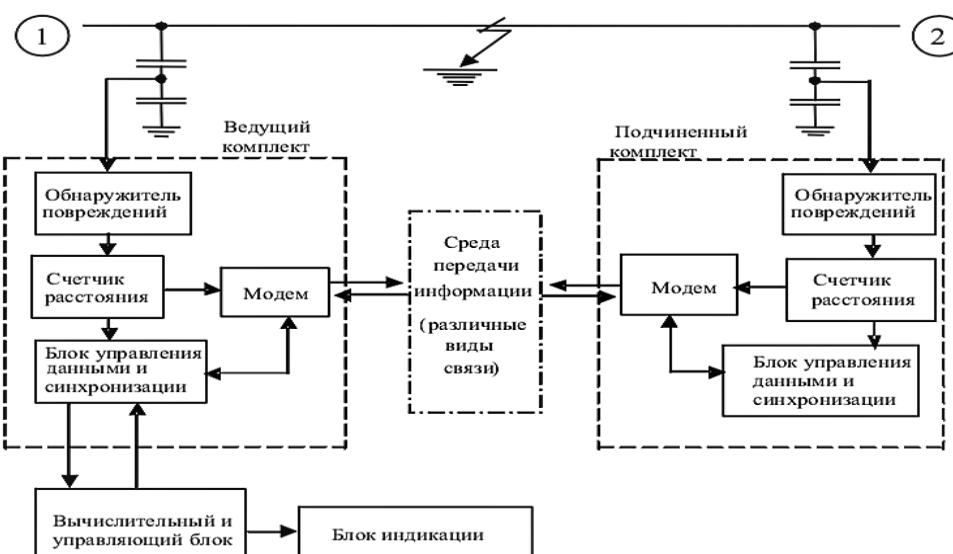 1
2
Ведущий
комплект
Подчиненный
комплект
Обнаружитель
повреждений
Счетчик
расстояния
Модем
Блок управления
данными и
синхронизации
Среда
передачи
информации
(различные
виды
связи)
Обнаружитель
повреждений
Модем
Счетчик
расстояния
Блок управления
данными и
синхронизации
Вычислительный и
управляющий блок
Блок индикации